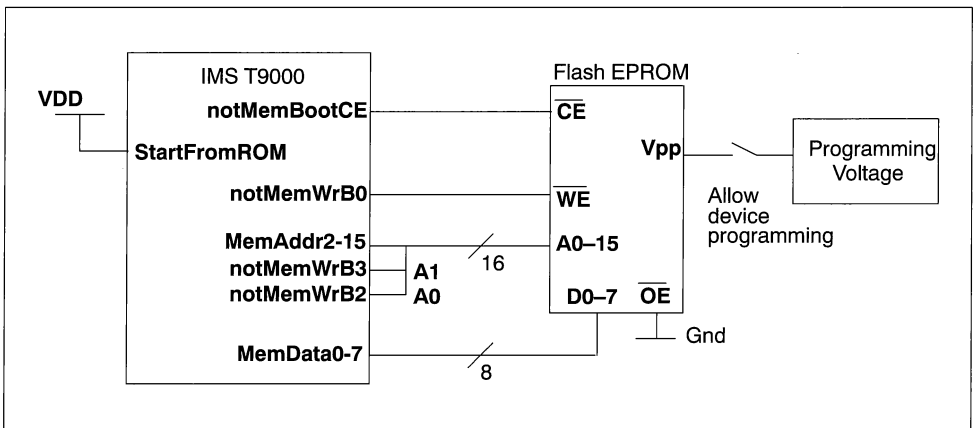 IMS T9000
Flash EPROM
VDD
notMemBootCE
CE
StartFromROM
Vpp
Programming
Voltage
notMemWrB0
WE
Allow
device
programming
MemAddr2-15
16
A0–15
notMemWrB3
A1
notMemWrB2
A0
D0–7
OE
Gnd
MemData0-7
8